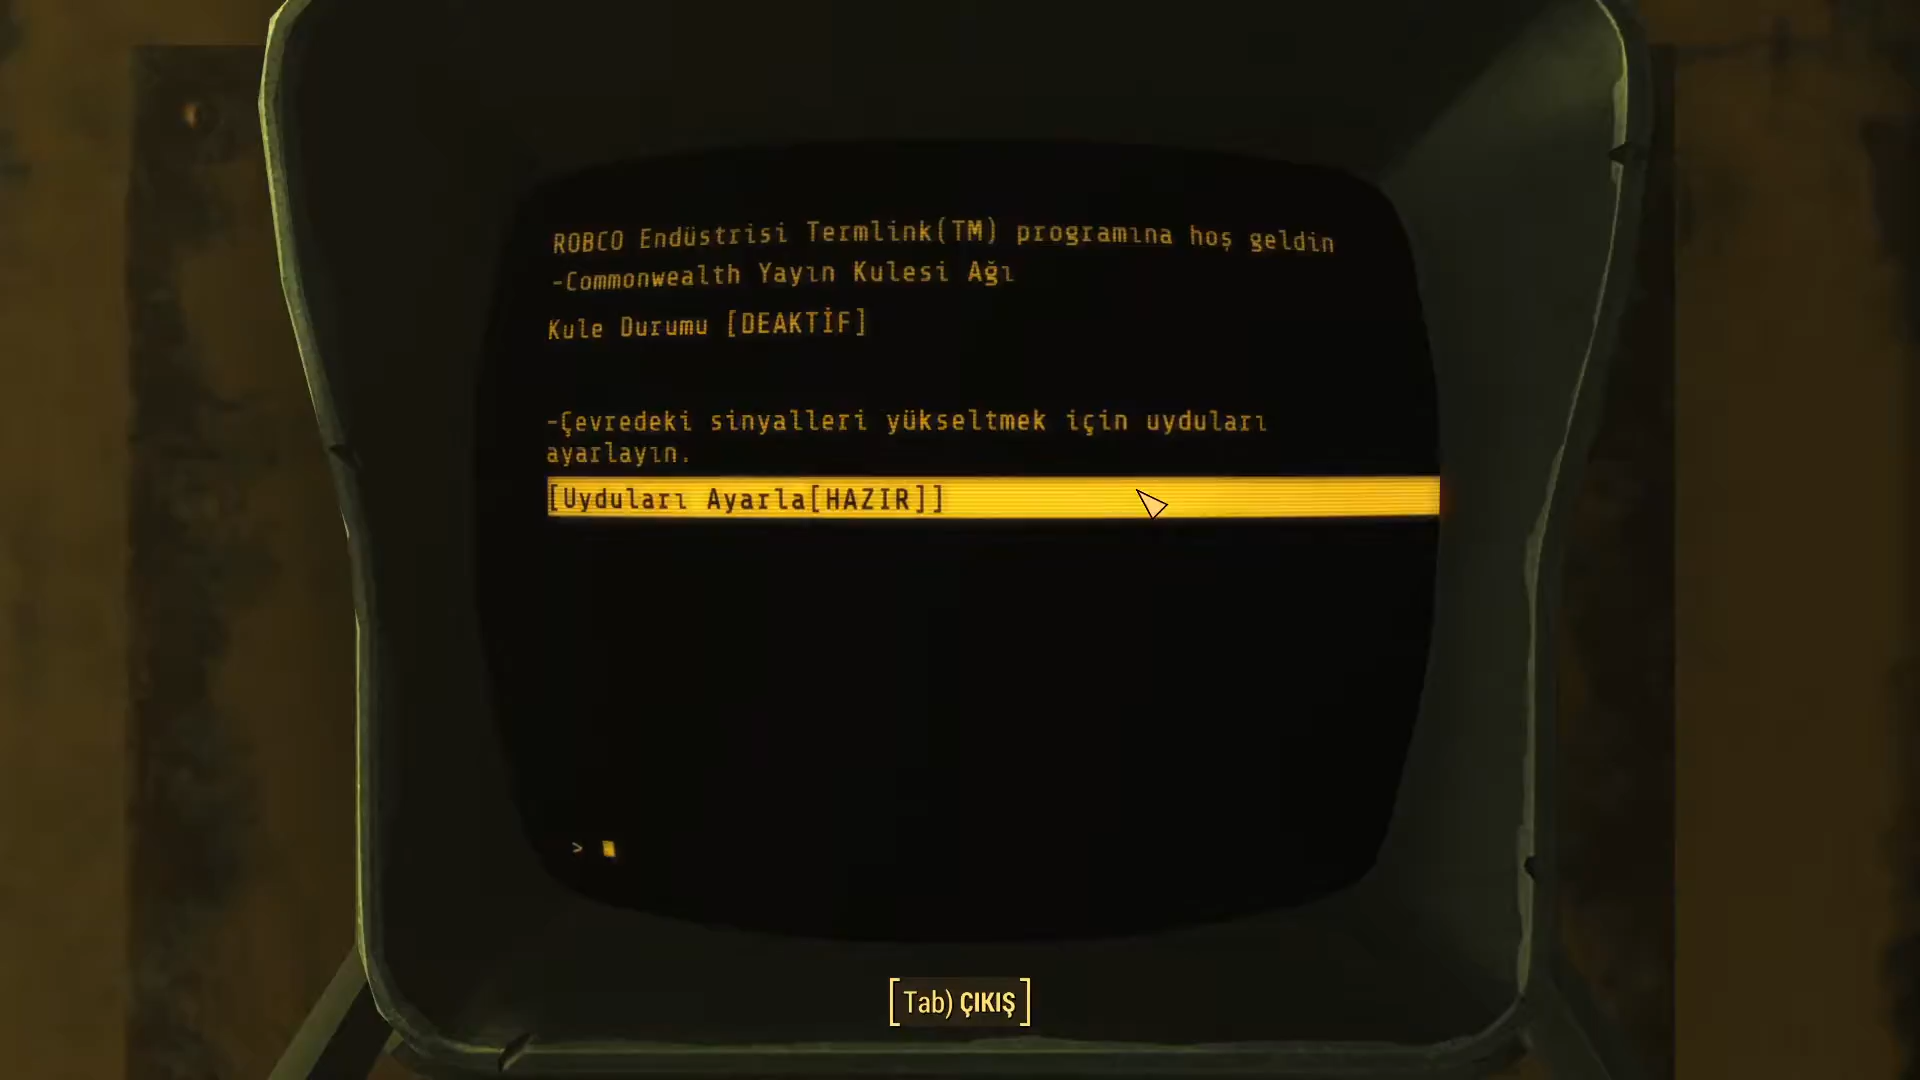 ROBCO Endüstrisi Termlink(TM) programına hoş geldin
-Commonwealth Yayın Kulesi Ağı
Kule Durumu [DEAKTİF]
-Çevredeki sinyalleri yükseltmek için uyduları
ayarlayın.
[Uyduları Ayarla[HAZIR]]
>
[Tab) ÇIKIŞ]